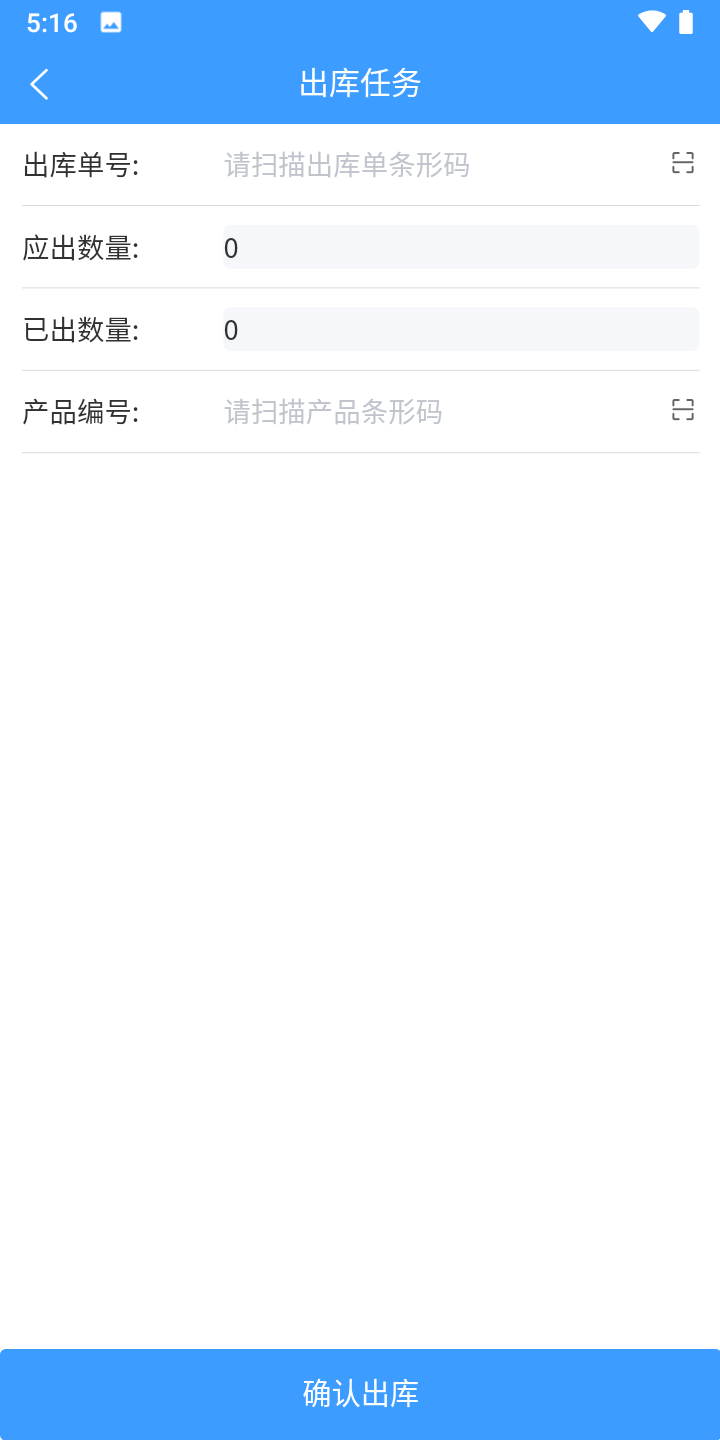 5:16
出库任务
出库单号: 请扫描出库单条形码
应出数量: 0
已出数量: 0
产品编号: 请扫描产品条形码
确认出库